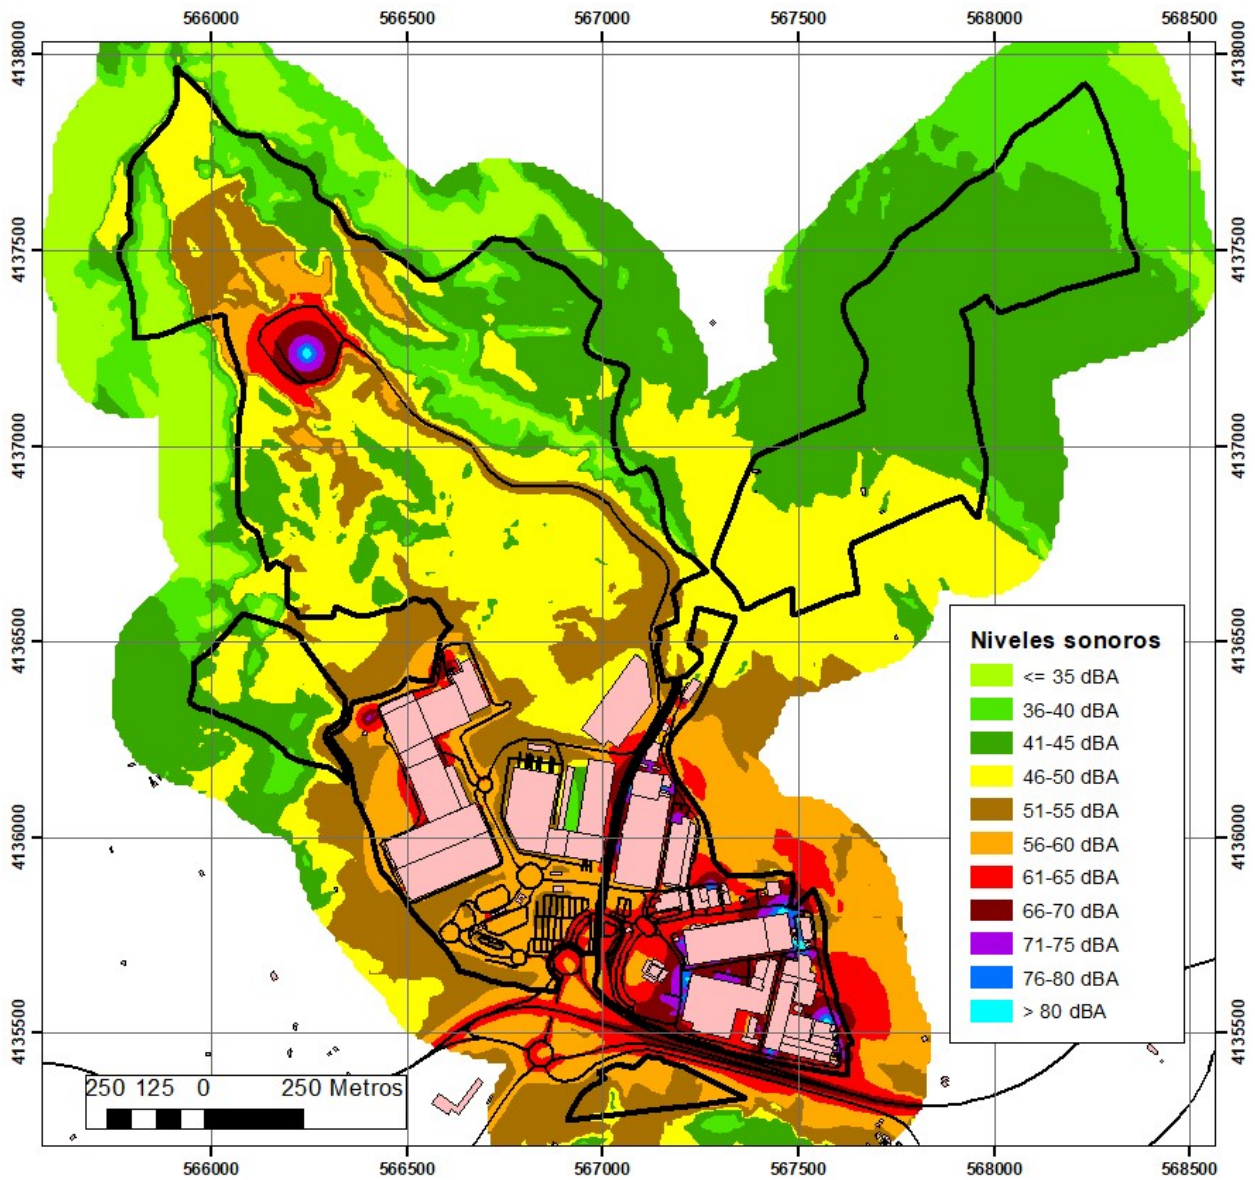 566000 566500 567000 567500 568000 568500
4138000 4138000
4137500 4137500
4137000 4137000
4136500 4136500
4136000 4136000
4135500 4135500
Niveles sonoros
<= 35 dBA
36-40 dBA
41-45 dBA
46-50 dBA
51-55 dBA
56-60 dBA
61-65 dBA
66-70 dBA
71-75 dBA
76-80 dBA
> 80 dBA
250 125 0 250 Metros
566000 566500 567000 567500 568000 568500